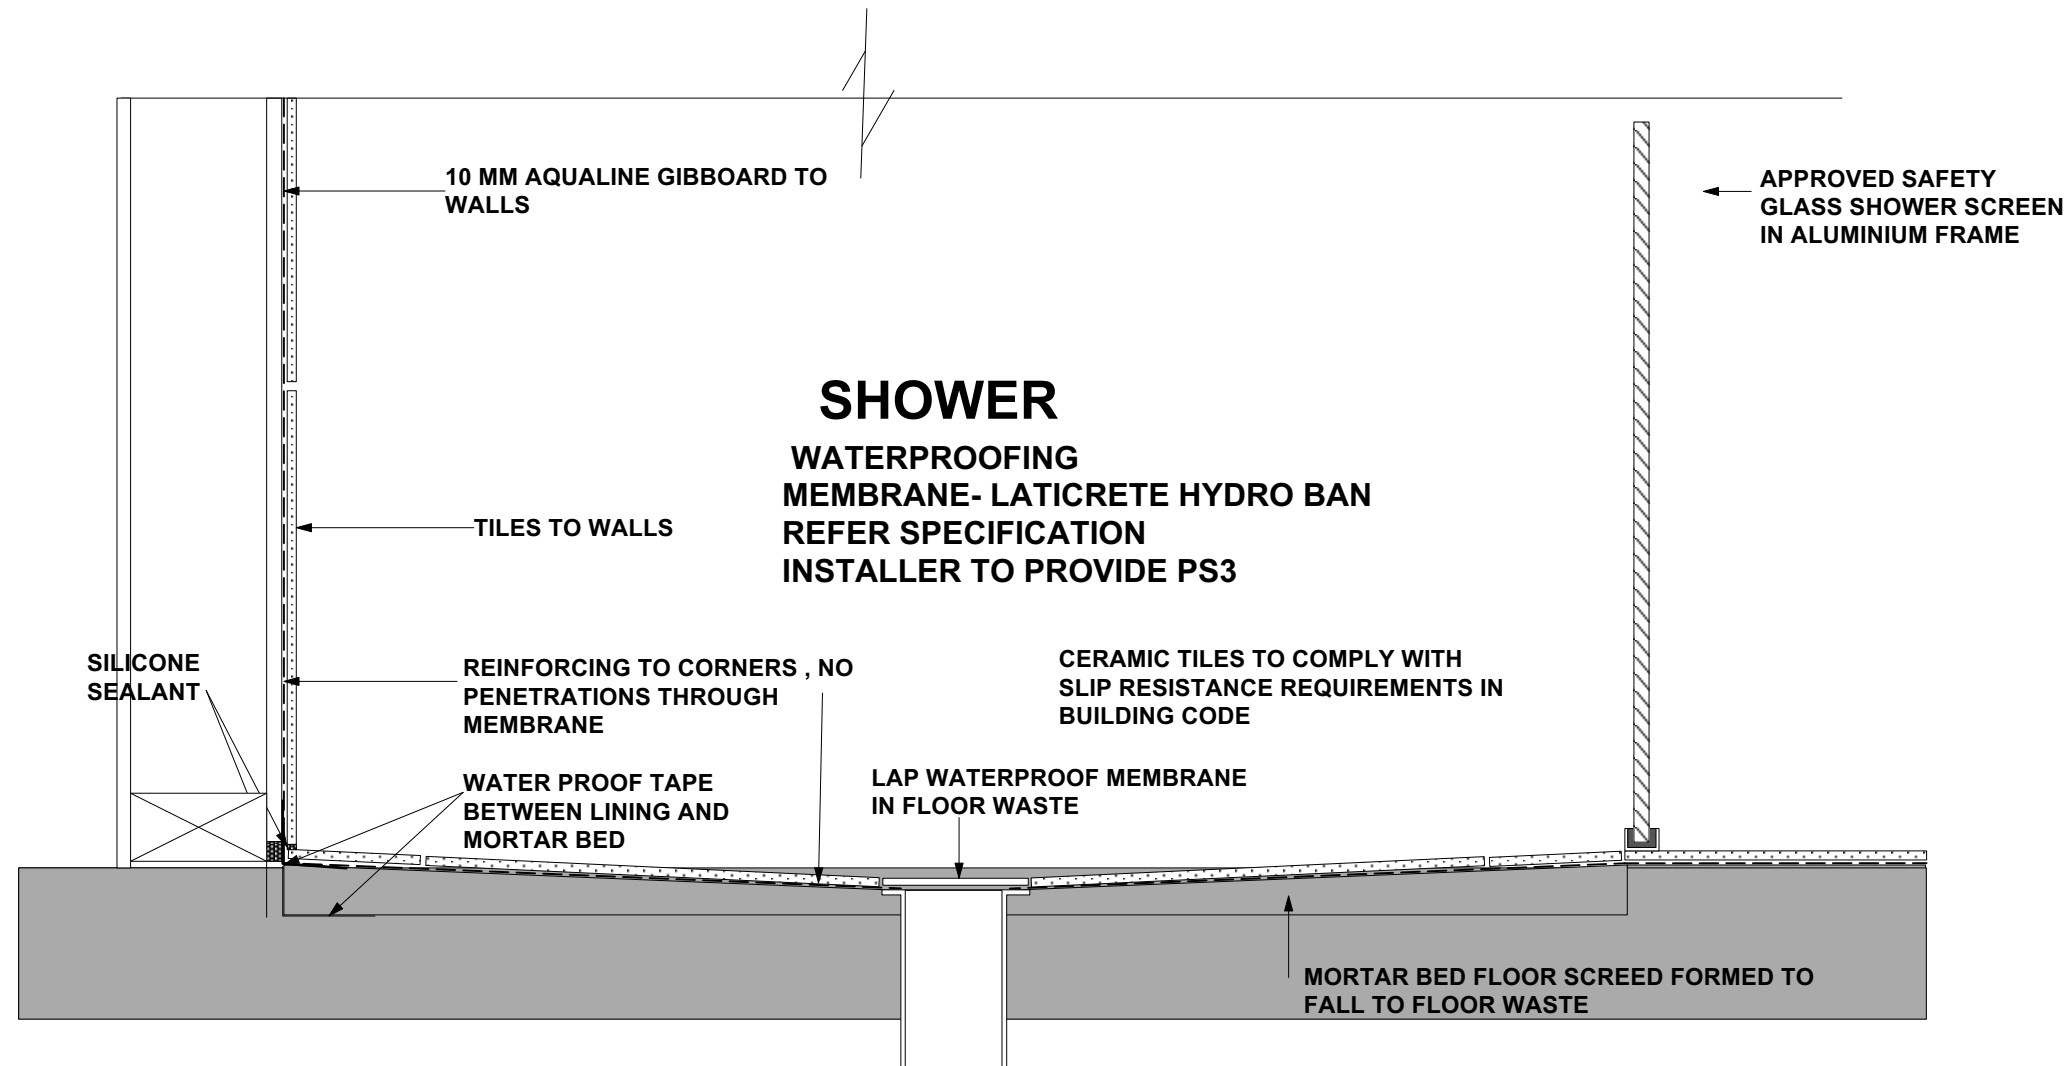 10 MM AQUALINE GIBBOARD TO
WALLS
APPROVED SAFETY
GLASS SHOWER SCREEN
IN ALUMINIUM FRAME
SHOWER
WATERPROOFING
MEMBRANE- LATICRETE HYDRO BAN
REFER SPECIFICATION
INSTALLER TO PROVIDE PS3
TILES TO WALLS
SILICONE
SEALANT
REINFORCING TO CORNERS , NO
PENETRATIONS THROUGH
MEMBRANE
CERAMIC TILES TO COMPLY WITH
SLIP RESISTANCE REQUIREMENTS IN
BUILDING CODE
WATER PROOF TAPE
BETWEEN LINING AND
MORTAR BED
LAP WATERPROOF MEMBRANE
IN FLOOR WASTE
MORTAR BED FLOOR SCREED FORMED TO
FALL TO FLOOR WASTE